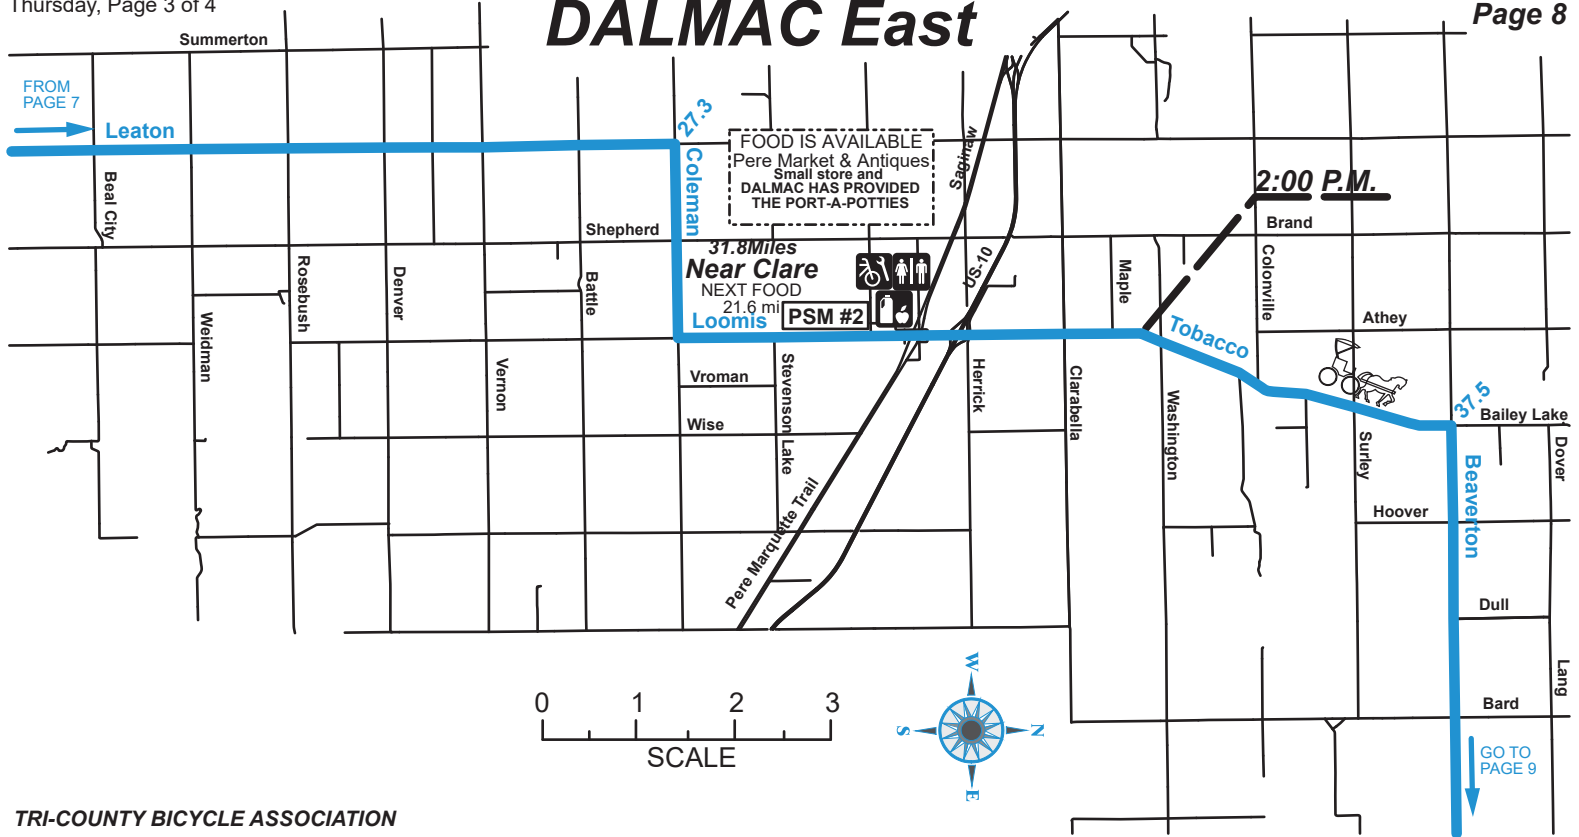 Thursday, Page 3 of 4
DALMAC East
Page 8
Summerton
FROM
PAGE 7
Leaton
27.3
Coleman
FOOD IS AVAILABLE
Pere Market & Antiques
Small store and
DALMAC HAS PROVIDED
THE PORT-A-POTTIES
Saginaw
2:00 P.M.
Beal City
Shepherd
Brand
31.8Miles
Near Clare
NEXT FOOD
21.6 mi
PSM #2
US-10
Rosebush
Denver
Battle
Maple
Colonville
Weidman
Loomis
Tobacco
Athey
Vernon
Vroman
Stevenson Lake
Herrick
Clarabella
Washington
37.5
Bailey Lake
Wise
Surley
Dover
Beaverton
Pere Marquette Trail
Hoover
Dull
Lang
Bard
0 1 2 3
SCALE
W
S
N
E
GO TO
PAGE 9
TRI-COUNTY BICYCLE ASSOCIATION